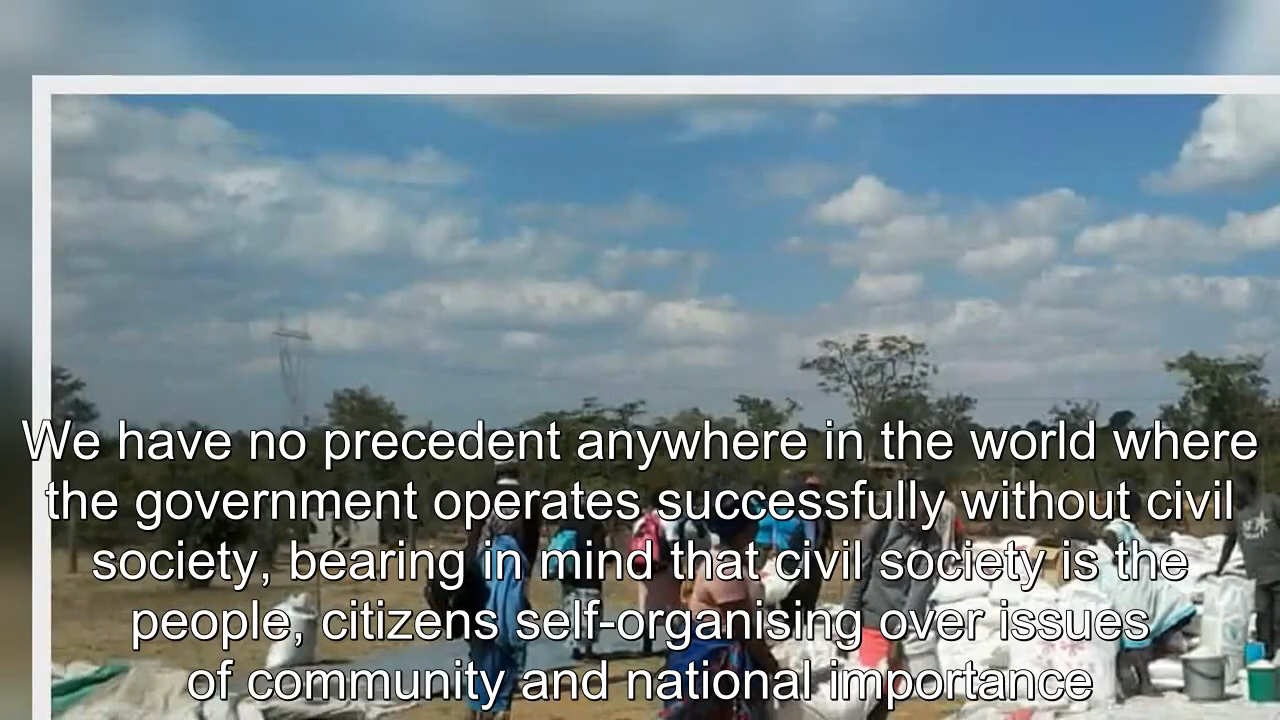 We have no precedent anywhere in the world where
the government operates successfully without civil
society, bearing in mind that civil society is the
people, citizens self-organising over issues
of community and national importance